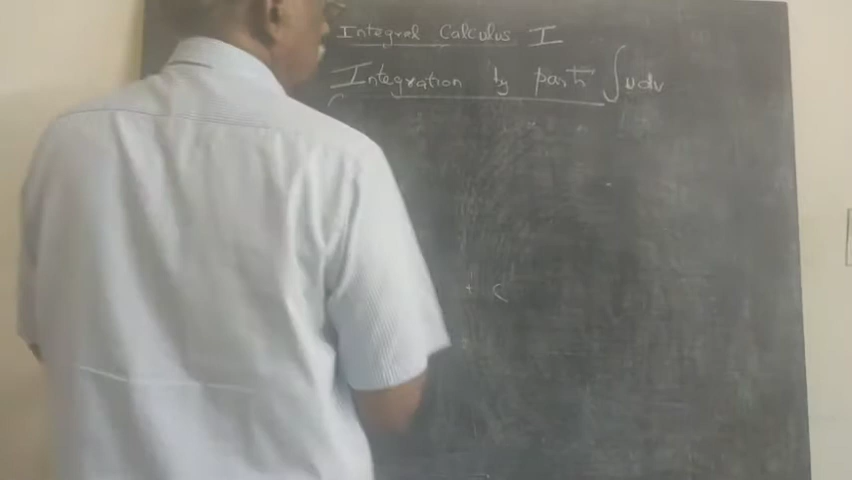 Integral Calculus I
Integration by parts ∫udv
+ c